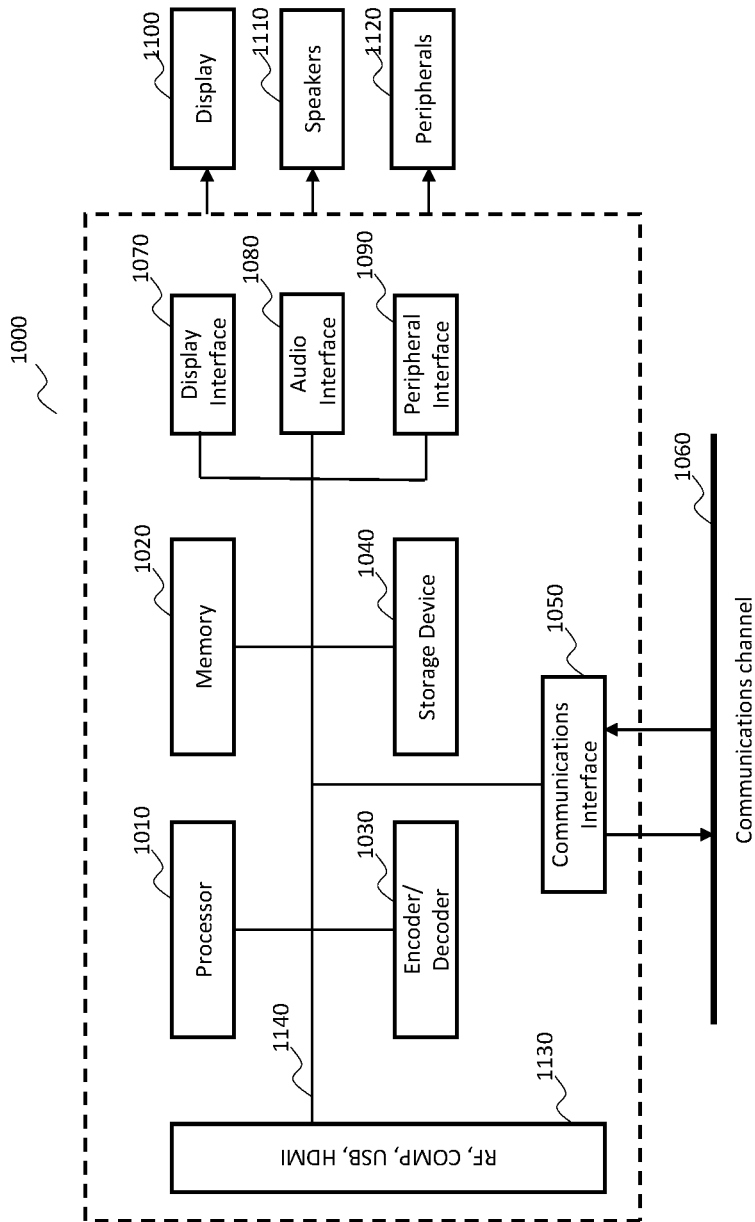 1000
1100
Display
1110
Speakers
1120
Peripherals
1010
Processor
1020
Memory
1070
Display
Interface
1080
Audio
Interface
1090
Peripheral
Interface
1140
1030
Encoder/
Decoder
1040
Storage Device
1130
RF, COMP, USB, HDMI
1050
Communications
Interface
1060
Communications channel